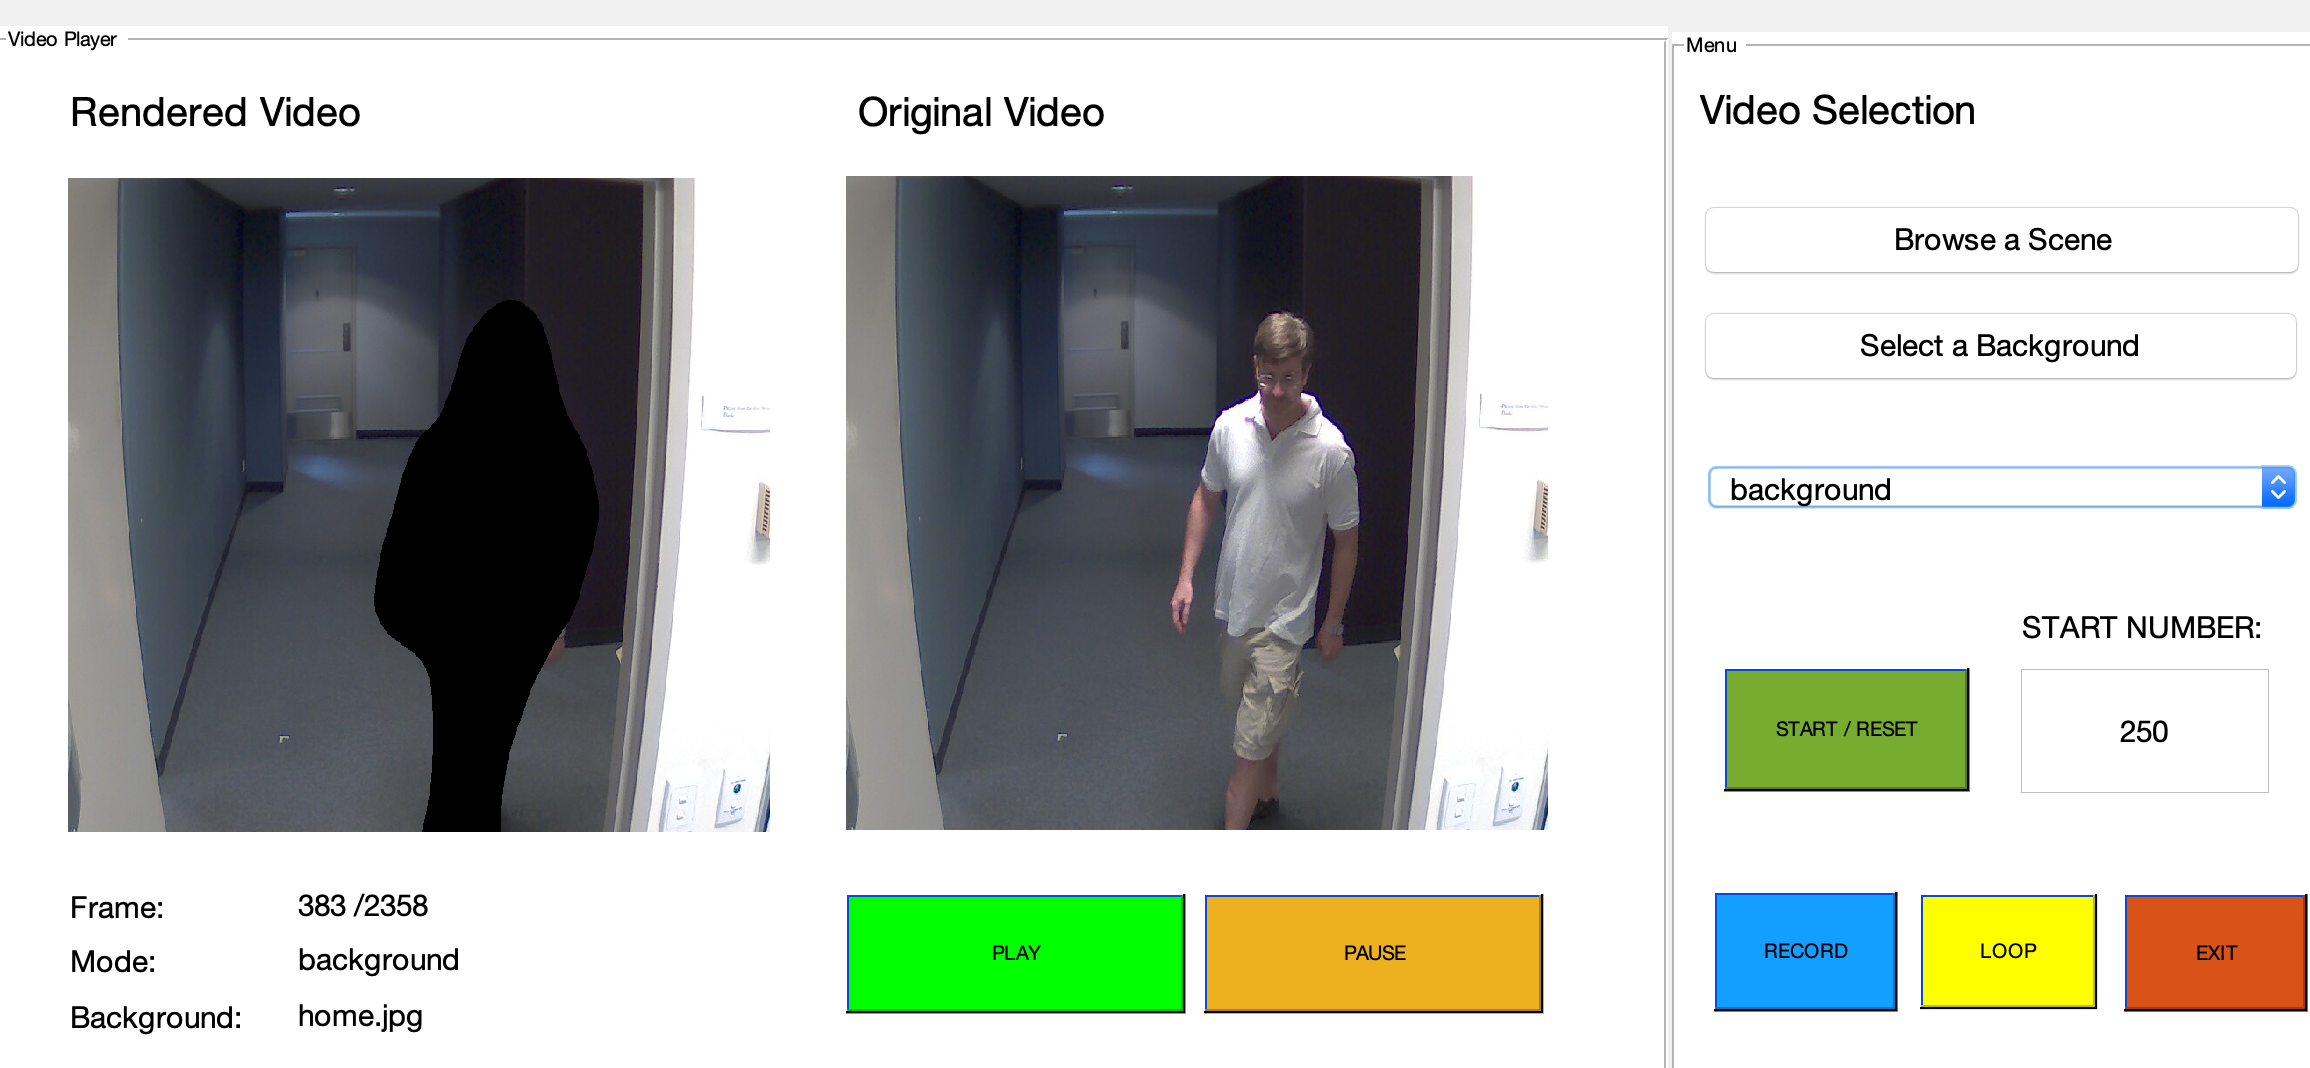 Video Player
Menu
Rendered Video
Original Video
Video Selection
Browse a Scene
Select a Background
background
START NUMBER:
START / RESET
250
Frame:
383 /2358
Mode:
background
Background:
home.jpg
PLAY
PAUSE
RECORD
LOOP
EXIT